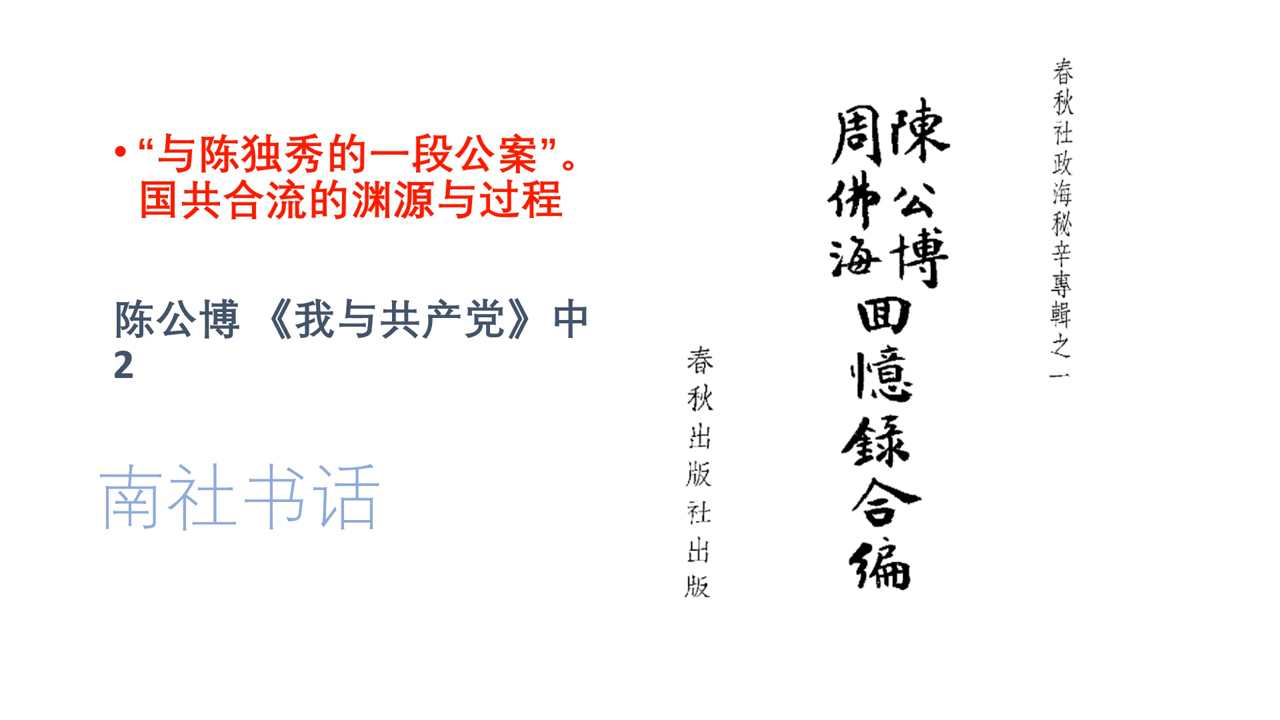 • “与陈独秀的一段公案”。
国共合流的渊源与过程
陈公博 《我与共产党》中
2
南社书话
春秋社政海秘辛專輯之一
陳公博
周佛海
回憶錄合編
春秋出版社出版